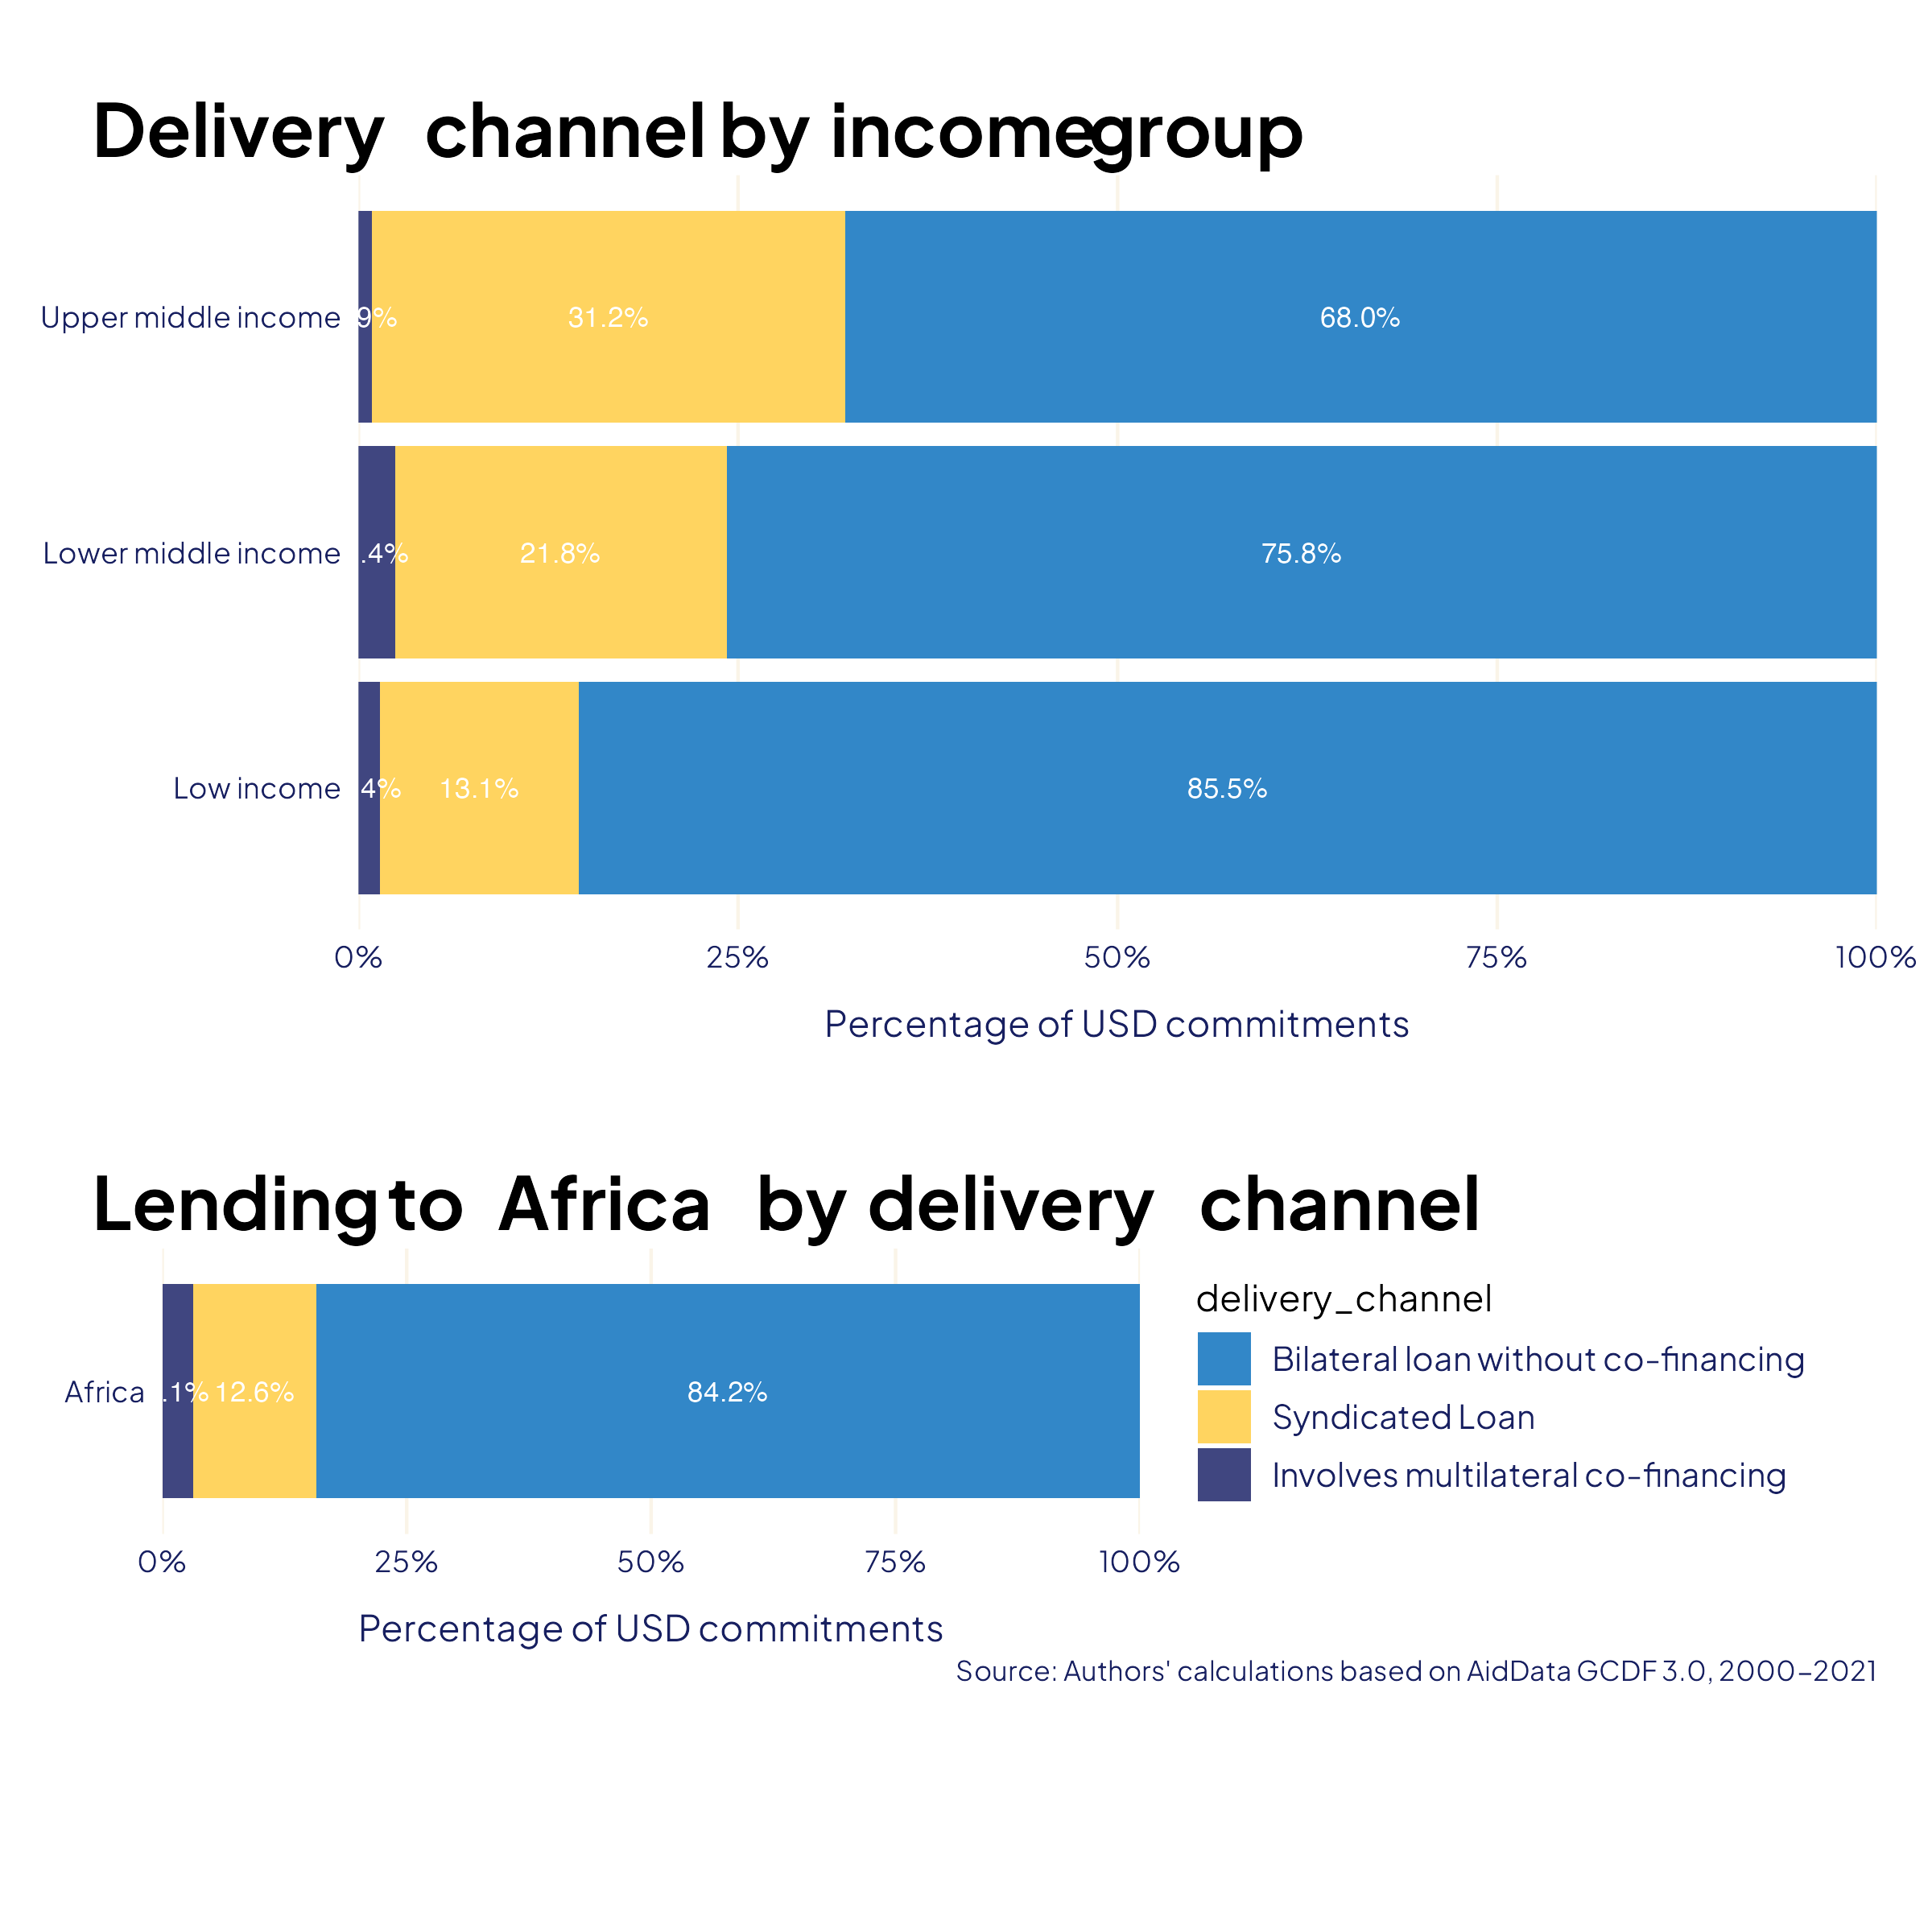 Delivery channel by income group
Upper middle income 9% 31.2% 68.0%
Lower middle income .4% 21.8% 75.8%
Low income 4% 13.1% 85.5%
0% 25% 50% 75% 100%
Percentage of USD commitments
Lending to Africa by delivery channel
delivery_channel
Bilateral loan without co-financing
Africa .1% 12.6% 84.2%
Syndicated Loan
Involves multilateral co-financing
0% 25% 50% 75% 100%
Percentage of USD commitments
Source: Authors' calculations based on AidData GCDF 3.0, 2000–2021